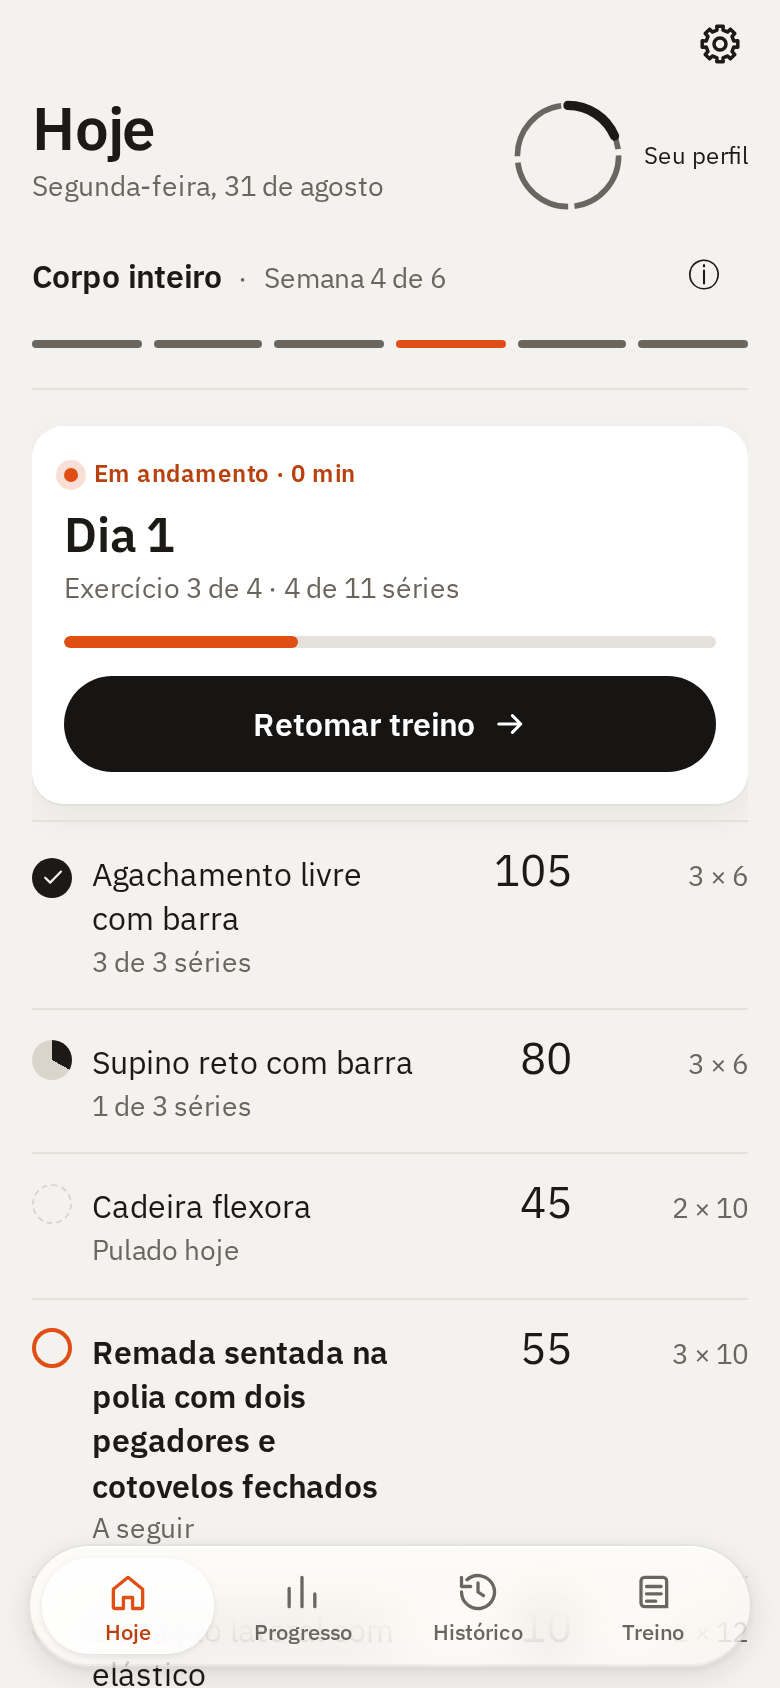 Hoje
Segunda-feira, 31 de agosto
Seu perfil
Corpo inteiro · Semana 4 de 6
Em andamento · 0 min
Dia 1
Exercício 3 de 4 · 4 de 11 séries
Retomar treino →
Agachamento livre 105 3 × 6
com barra
3 de 3 séries
Supino reto com barra 80 3 × 6
1 de 3 séries
Cadeira flexora 45 2 × 10
Pulado hoje
Remada sentada na 55 3 × 10
polia com dois
pegadores e
cotovelos fechados
A seguir
com 10 × 12
elástico
Hoje Progresso Histórico Treino